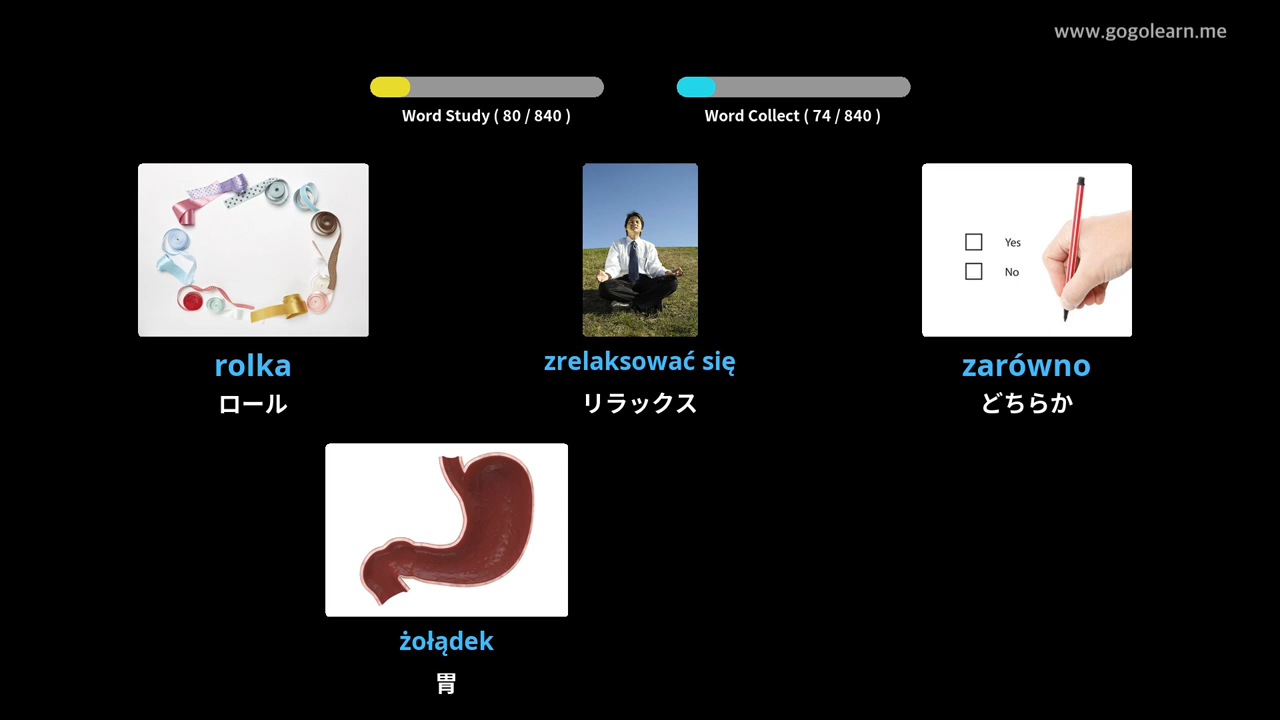 www.gogolearn.me
Word Study ( 80 / 840 )
Word Collect ( 74 / 840 )
Yes
No
rolka
zrelaksować się
zarówno
ロール
リラックス
どちらか
żołądek
胃